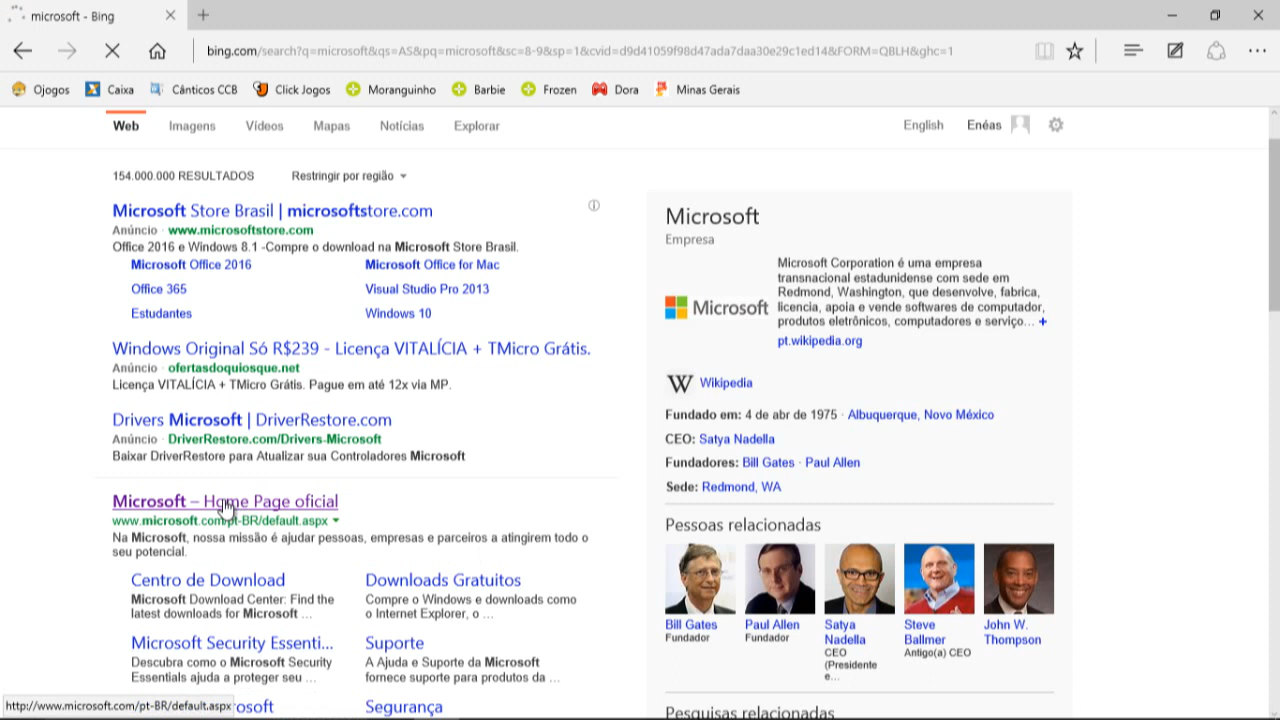 microsoft - Bing
bing.com/search?q=microsoft&qs=AS&pq=microsoft&sc=8-9&sp=1&cvid=d9d41059f98d47ada7daa30e29c1ed14&FORM=QBLH&ghc=1
Ojogos Caixa Cânticos CCB Click Jogos Moranguinho Barbie Frozen Dora Minas Gerais
Web Imagens Vídeos Mapas Notícias Explorar English Enéas
154.000.000 RESULTADOS Restringir por região
Microsoft Store Brasil | microsoftstore.com
Anúncio · www.microsoftstore.com
Office 2016 e Windows 8.1 -Compre o download na Microsoft Store Brasil.
Microsoft Office 2016 Microsoft Office for Mac
Office 365 Visual Studio Pro 2013
Estudantes Windows 10
Windows Original Só R$239 - Licença VITALÍCIA + TMicro Grátis.
Anúncio · ofertasdoquiosque.net
Licença VITALÍCIA + TMicro Grátis. Pague em até 12x via MP.
Drivers Microsoft | DriverRestore.com
Anúncio · DriverRestore.com/Drivers-Microsoft
Baixar DriverRestore para Atualizar sua Controladores Microsoft
Microsoft – Home Page oficial
www.microsoft.com/pt-BR/default.aspx
Na Microsoft, nossa missão é ajudar pessoas, empresas e parceiros a atingirem todo o
seu potencial.
Centro de Download
Microsoft Download Center: Find the
latest downloads for Microsoft ...
Downloads Gratuitos
Compre o Windows e downloads como
o Internet Explorer, o ...
Microsoft Security Essenti...
Descubra como o Microsoft Security
Essentials ajuda a proteger seu ...
Suporte
A Ajuda e Suporte da Microsoft
fornece suporte para produtos da ...
osoft
Segurança
http://www.microsoft.com/pt-BR/default.aspx
Microsoft
Empresa
Microsoft
Microsoft Corporation é uma empresa
transnacional estadunidense com sede em
Redmond, Washington, que desenvolve, fabrica,
licencia, apoia e vende softwares de computador,
produtos eletrônicos, computadores e serviço... +
pt.wikipedia.org
W Wikipedia
Fundado em: 4 de abr de 1975 · Albuquerque, Novo México
CEO: Satya Nadella
Fundadores: Bill Gates · Paul Allen
Sede: Redmond, WA
Pessoas relacionadas
Bill Gates
Fundador
Paul Allen
Fundador
Satya
Nadella
CEO
(Presidente
e...
Steve
Ballmer
Antigo(a) CEO
John W.
Thompson
Pesquisas relacionadas